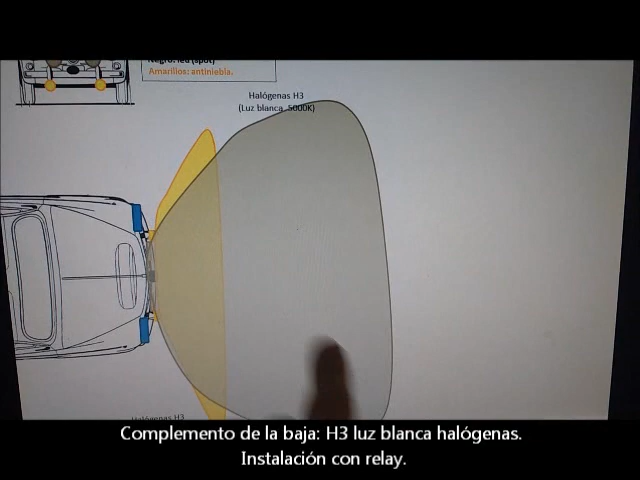 Negro: led (spot)
Amarillos: antiniebla.
Halógenas H3
(Luz blanca, 5000K)
Halógenas H3
Complemento de la baja: H3 luz blanca halógenas.
Instalación con relay.